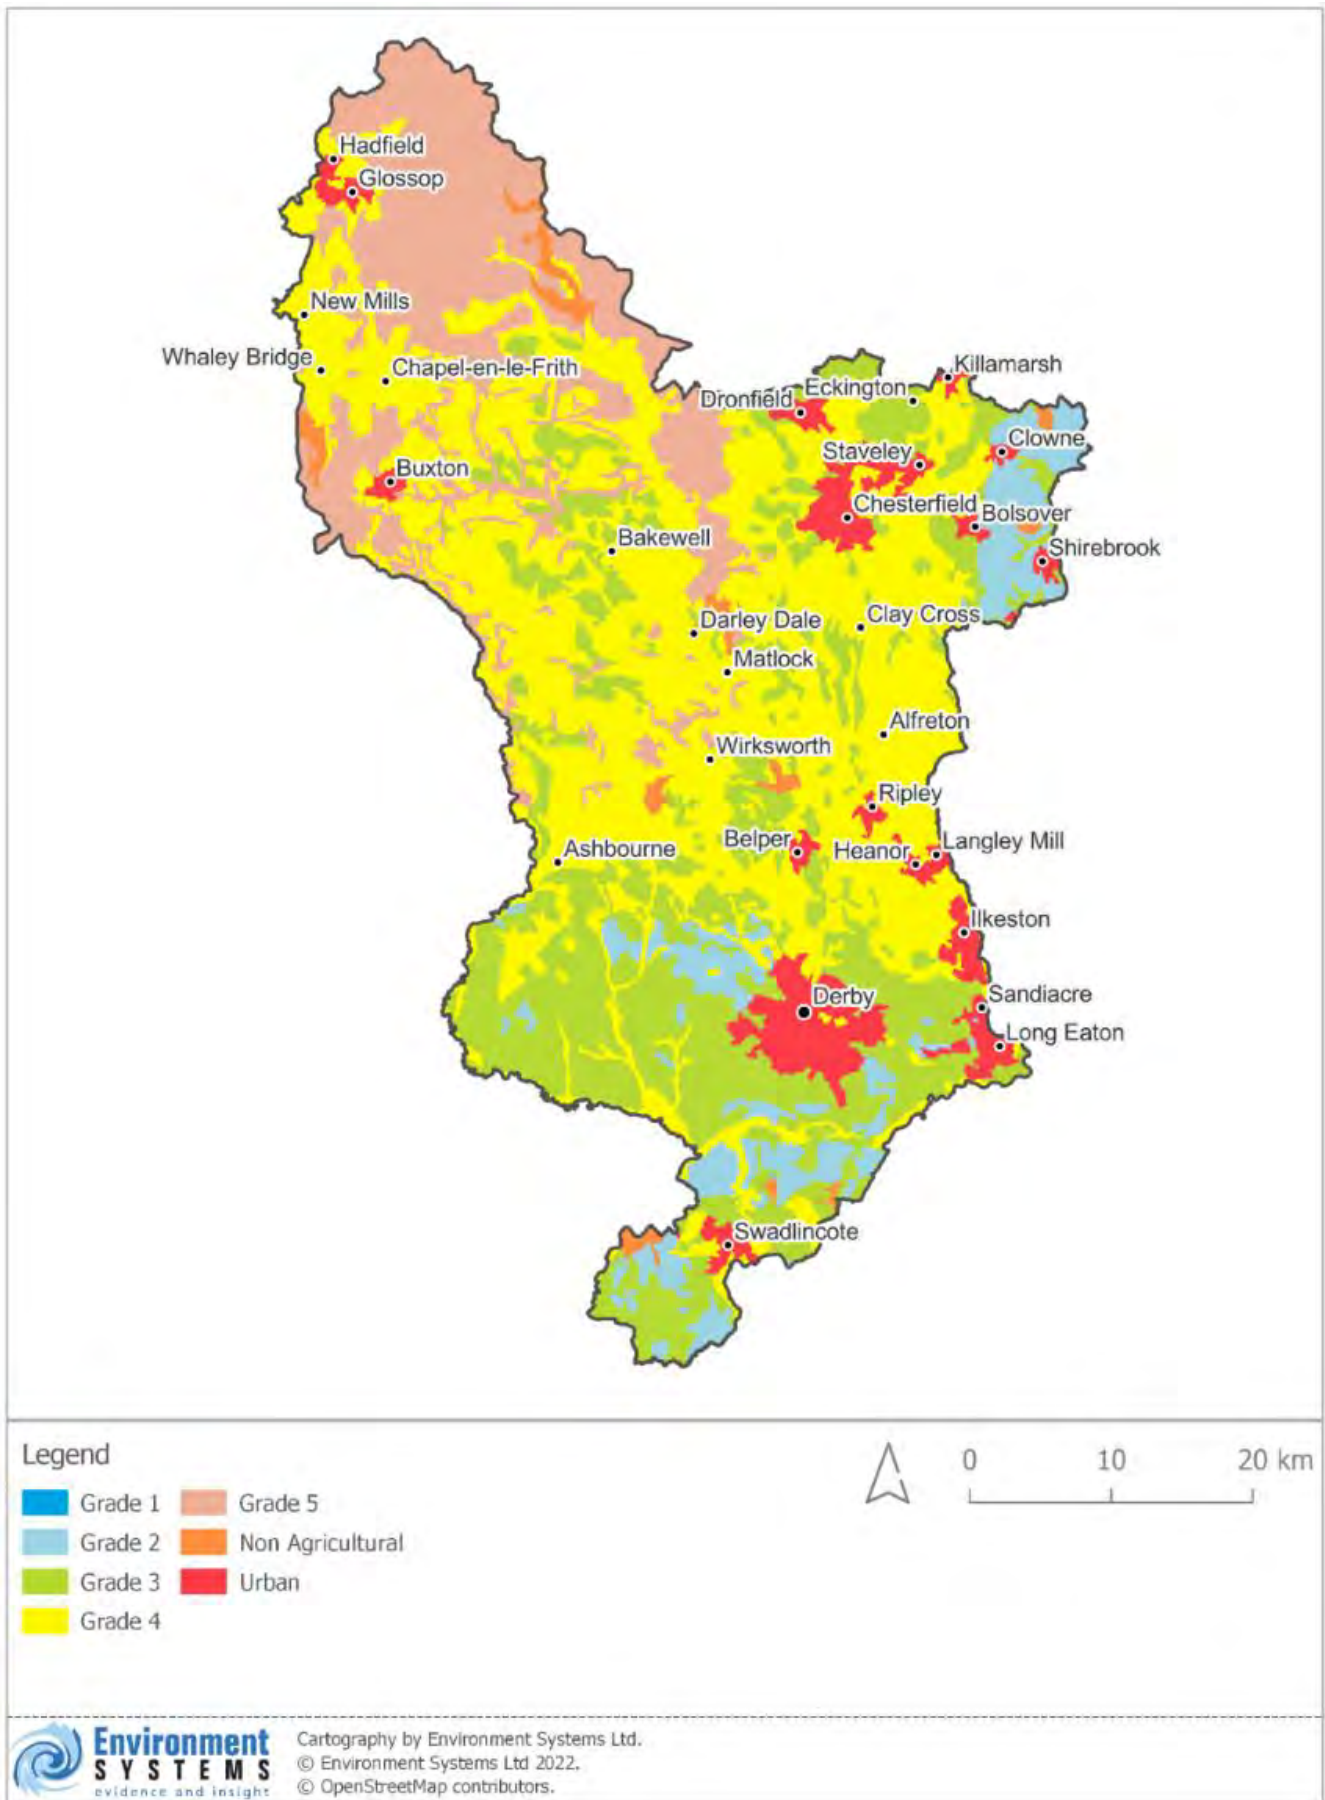 Hadfield
Glossop
New Mills
Whaley Bridge
Chapel-en-le-Frith
Killamarsh
Eckington
Dronfield
Clowne
Staveley
Buxton
Chesterfield
Bolsover
Bakewell
Shirebrook
Darley Dale
Clay Cross
Matlock
Alfreton
Wirksworth
Ripley
Belper
Heanor
Langley Mill
Ashbourne
Ilkeston
Derby
Sandiacre
Long Eaton
Swadlincote
Legend
Grade 1
Grade 2
Grade 3
Grade 4
Grade 5
Non Agricultural
Urban
0 10 20 km
Environment
SYSTEMS
evidence and insight
Cartography by Environment Systems Ltd.
© Environment Systems Ltd 2022.
© OpenStreetMap contributors.